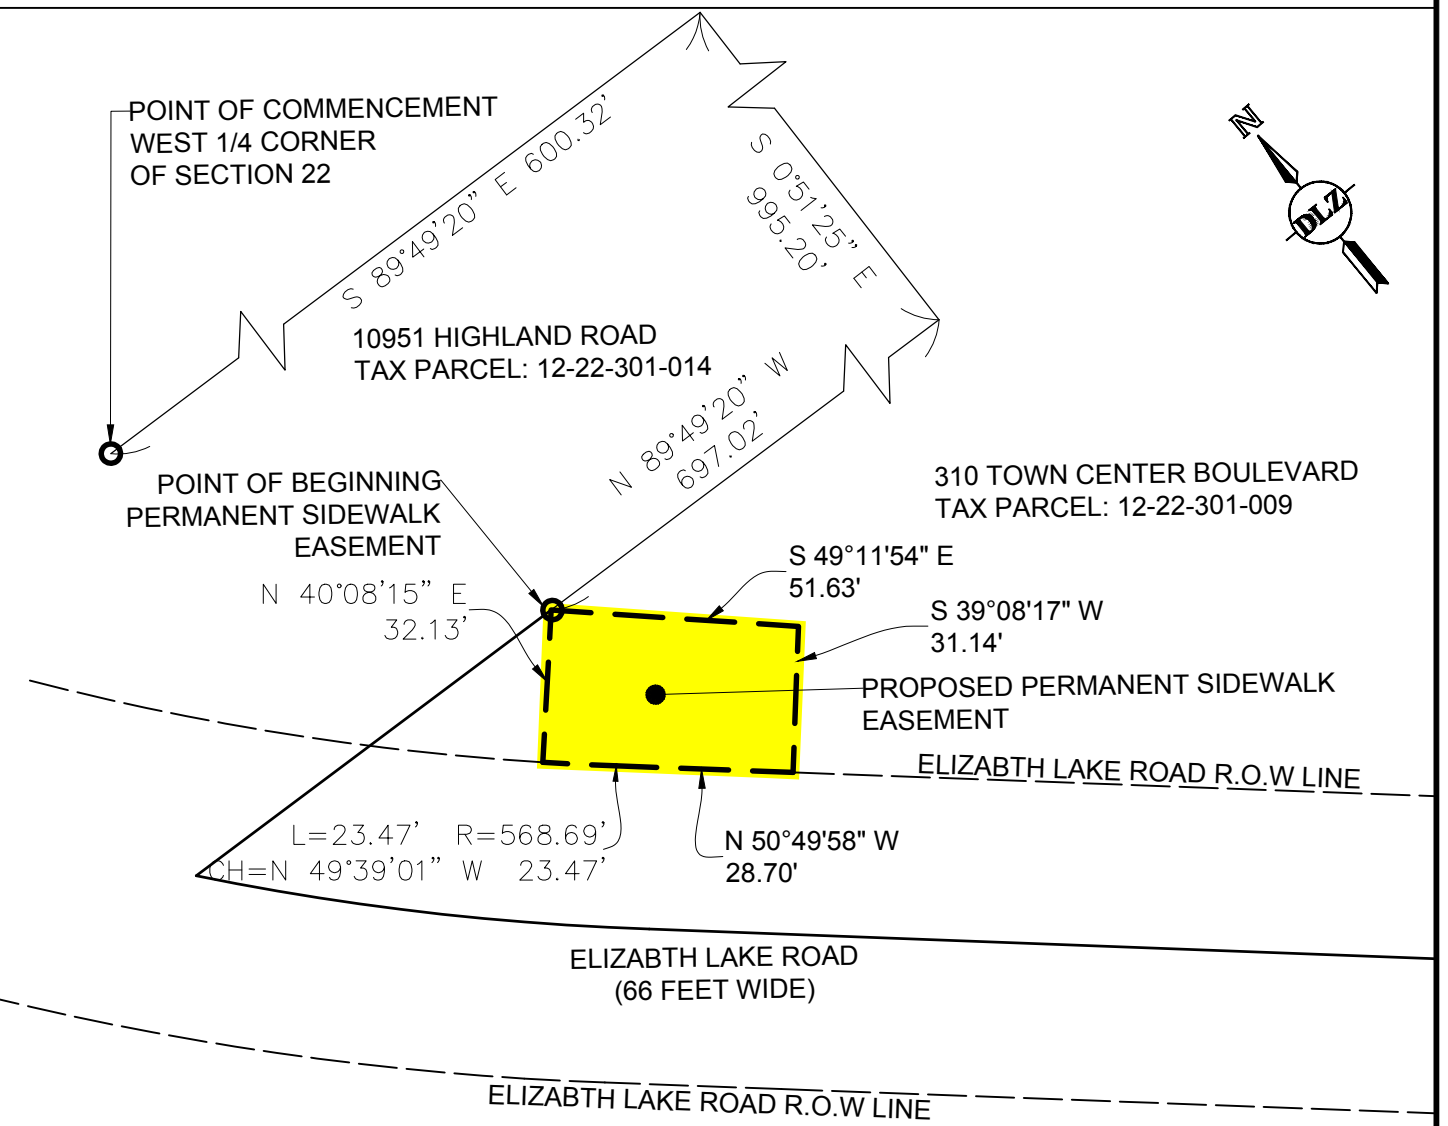 POINT OF COMMENCEMENT
WEST 1/4 CORNER
OF SECTION 22
S 89°49'20" E 600.32'
S 0°51'25" E
995.20'
N
DLZ
10951 HIGHLAND ROAD
TAX PARCEL: 12-22-301-014
N 89°49'20" W
697.02'
POINT OF BEGINNING
PERMANENT SIDEWALK
EASEMENT
310 TOWN CENTER BOULEVARD
TAX PARCEL: 12-22-301-009
N 40°08'15" E
32.13'
S 49°11'54" E
51.63'
S 39°08'17" W
31.14'
PROPOSED PERMANENT SIDEWALK
EASEMENT
ELIZABTH LAKE ROAD R.O.W LINE
L=23.47' R=568.69'
CH=N 49°39'01" W 23.47'
N 50°49'58" W
28.70'
ELIZABTH LAKE ROAD
(66 FEET WIDE)
ELIZABTH LAKE ROAD R.O.W LINE